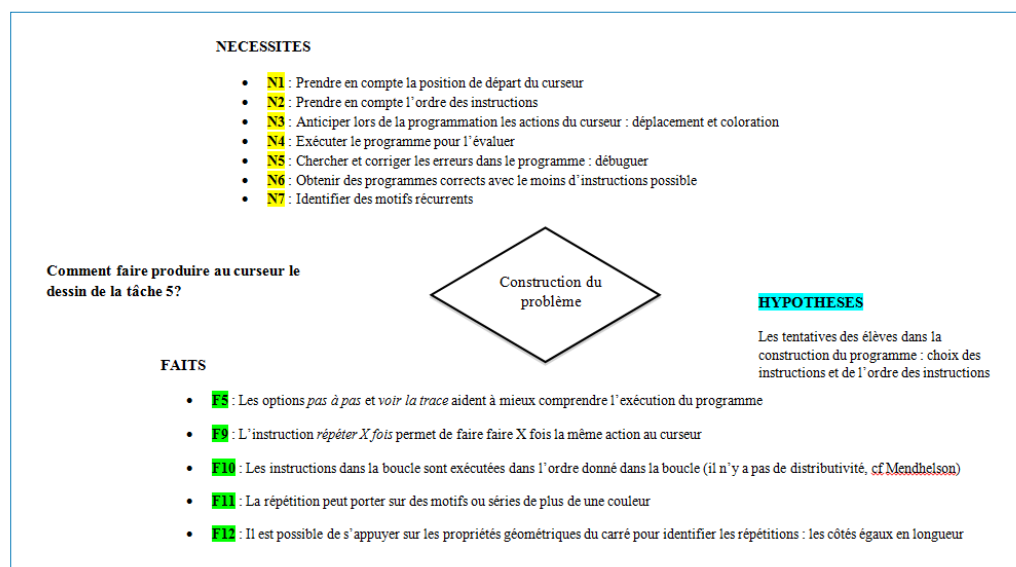 NECESSITES
• N1 : Prendre en compte la position de départ du curseur
• N2 : Prendre en compte l’ordre des instructions
• N3 : Anticiper lors de la programmation les actions du curseur : déplacement et coloration
• N4 : Exécuter le programme pour l’évaluer
• N5 : Chercher et corriger les erreurs dans le programme : débuguer
• N6 : Obtenir des programmes corrects avec le moins d’instructions possible
• N7 : Identifier des motifs récurrents
Comment faire produire au curseur le
dessin de la tâche 5?
Construction du
problème
HYPOTHESES
Les tentatives des élèves dans la
construction du programme : choix des
instructions et de l’ordre des instructions
FAITS
• F5 : Les options pas à pas et voir la trace aident à mieux comprendre l’exécution du programme
• F9 : L’instruction répéter X fois permet de faire faire X fois la même action au curseur
• F10 : Les instructions dans la boucle sont exécutées dans l’ordre donné dans la boucle (il n’y a pas de distributivité, cf Mendhelson)
• F11 : La répétition peut porter sur des motifs ou séries de plus de une couleur
• F12 : Il est possible de s’appuyer sur les propriétés géométriques du carré pour identifier les répétitions : les côtés égaux en longueur